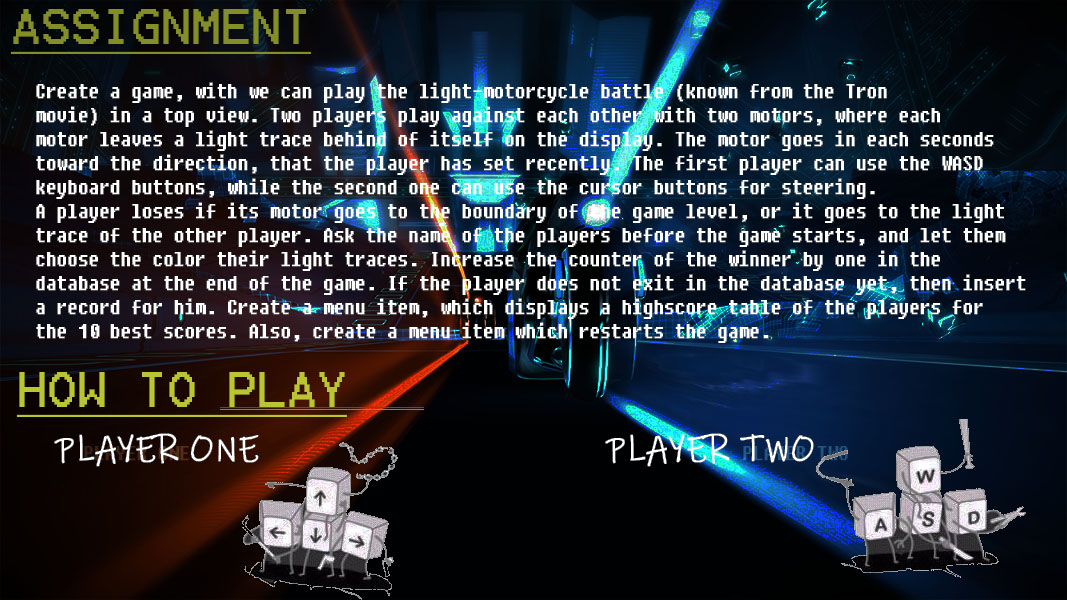 ASSIGNMENT
Create a game, with we can play the light-motorcycle battle (known from the Tron
movie) in a top view. Two players play against each other with two motors, where each
motor leaves a light trace behind of itself on the display. The motor goes in each seconds
toward the direction, that the player has set recently. The first player can use the WASD
keyboard buttons, while the second one can use the cursor buttons for steering.
A player loses if its motor goes to the boundary of the game level, or it goes to the light
trace of the other player. Ask the name of the players before the game starts, and let them
choose the color their light traces. Increase the counter of the winner by one in the
database at the end of the game. If the player does not exit in the database yet, then insert
a record for him. Create a menu item, which displays a highscore table of the players for
the 10 best scores. Also, create a menu item which restarts the game.
HOW TO PLAY
PLAYER ONE
PLAYER TWO
↑
← ↓ →
W
A S D